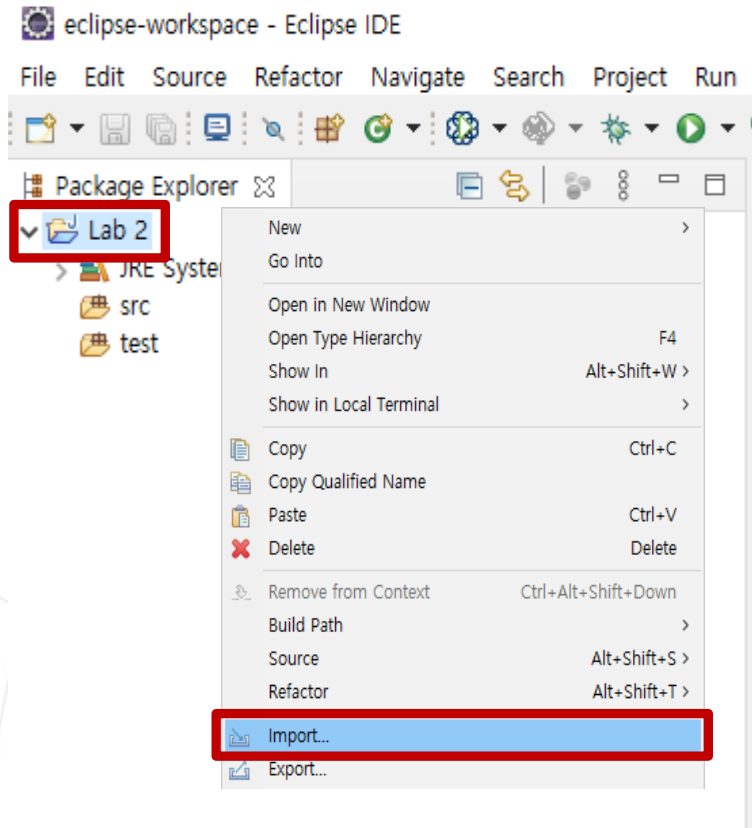 eclipse-workspace - Eclipse IDE
File Edit Source Refactor Navigate Search Project Run
Package Explorer
Lab 2
JRE Syste
src
test
New
Go Into
Open in New Window
Open Type Hierarchy F4
Show In Alt+Shift+W >
Show in Local Terminal
Copy Ctrl+C
Copy Qualified Name
Paste Ctrl+V
Delete Delete
Remove from Context Ctrl+Alt+Shift+Down
Build Path
Source Alt+Shift+S >
Refactor Alt+Shift+T >
Import...
Export...